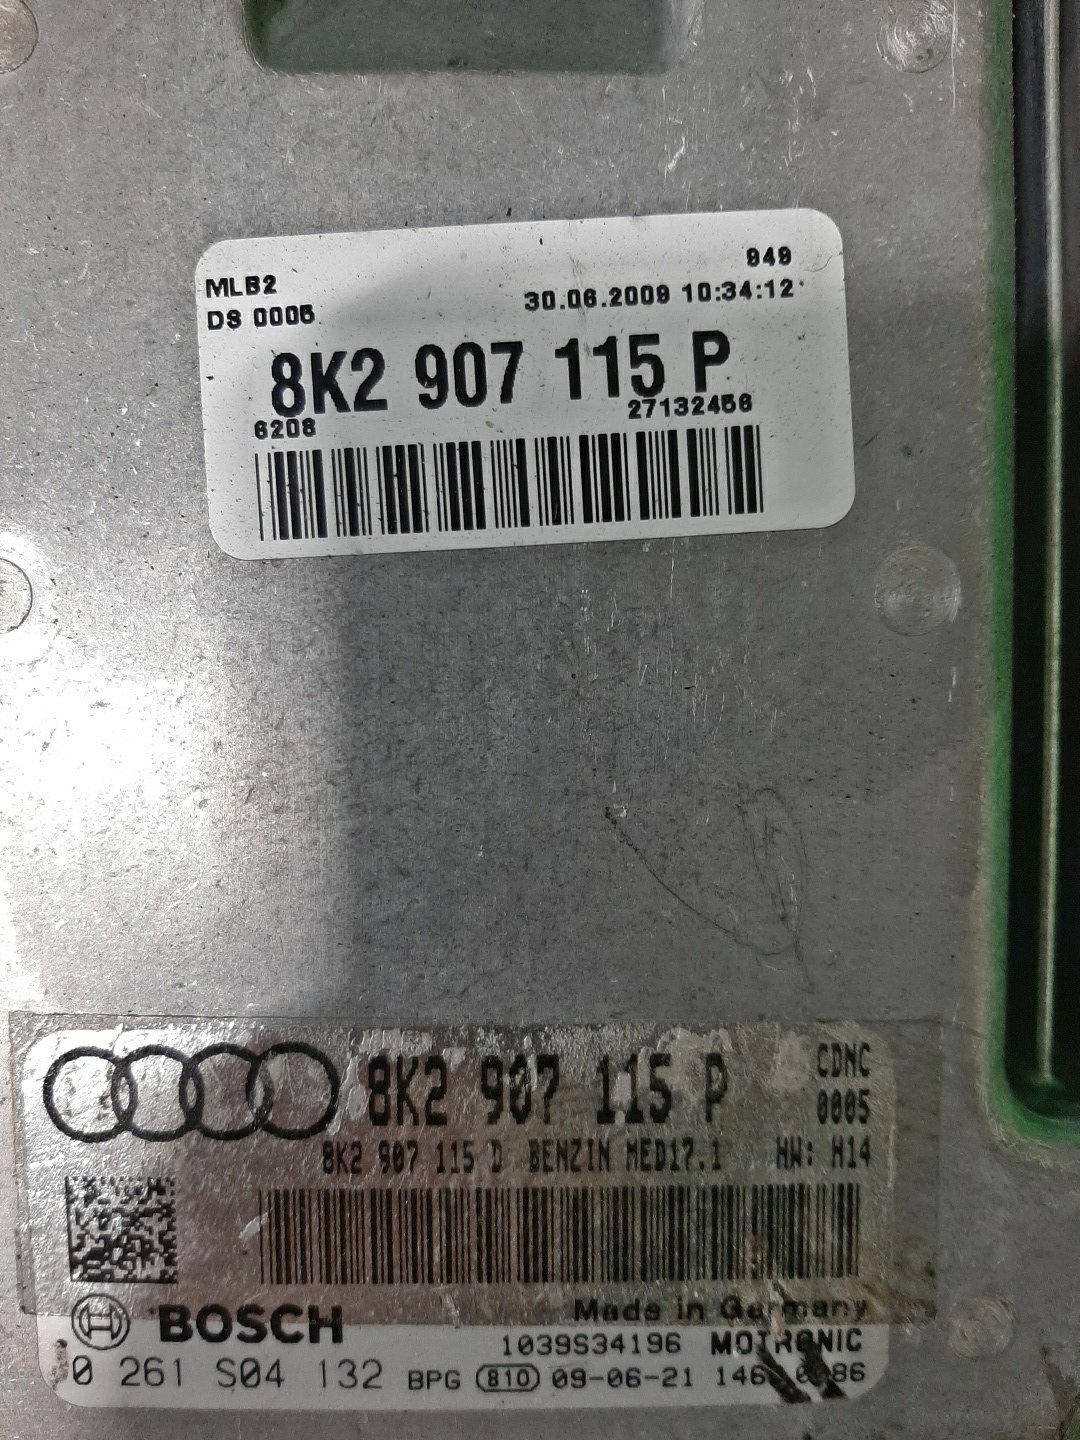 949
MLB2
30.06.2009 10:34:12
DS 0005
8K2 907 115 P
6208
27132456
8K2 907 115 P
CDNC
0005
8K2 907 115 D BENZIN MED17.1 HW: H14
BOSCH
Made in Germany
1039S34196 MOTRONIC
0 261 S04 132 BPG 810 09-06-21